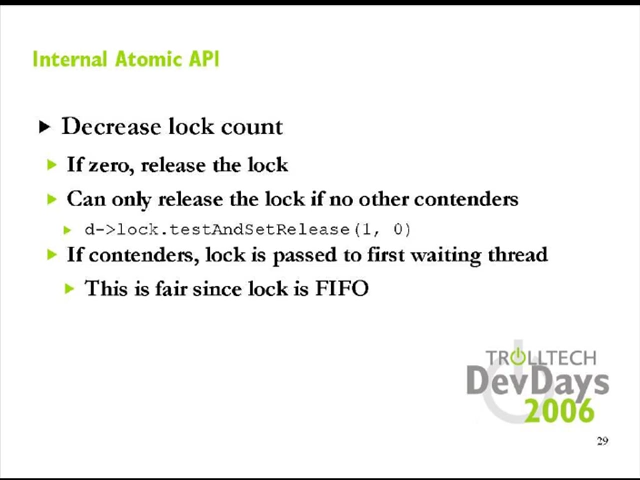 Internal Atomic API
Decrease lock count
If zero, release the lock
Can only release the lock if no other contenders
d->lock.testAndSetRelease(1, 0)
If contenders, lock is passed to first waiting thread
This is fair since lock is FIFO
TROLLTECH
DevDays
2006
29